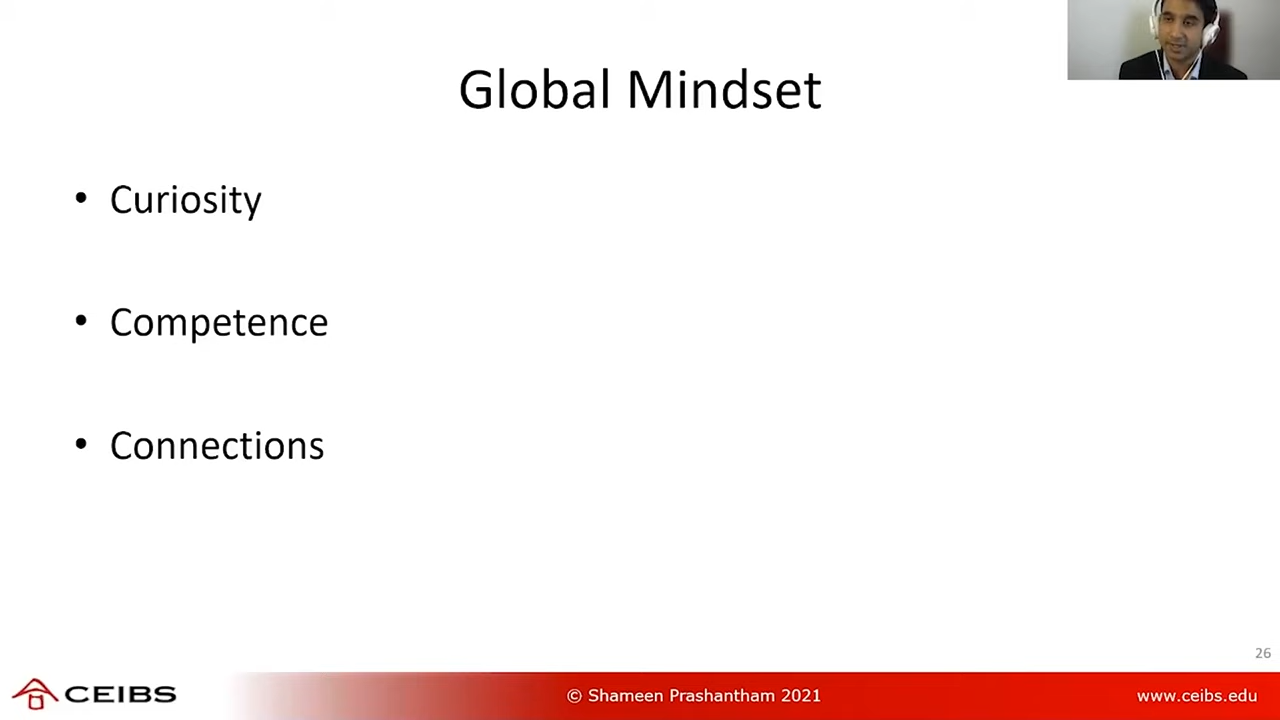 Global Mindset
• Curiosity
• Competence
• Connections
26
CEIBS
© Shameen Prashantham 2021
www.ceibs.edu